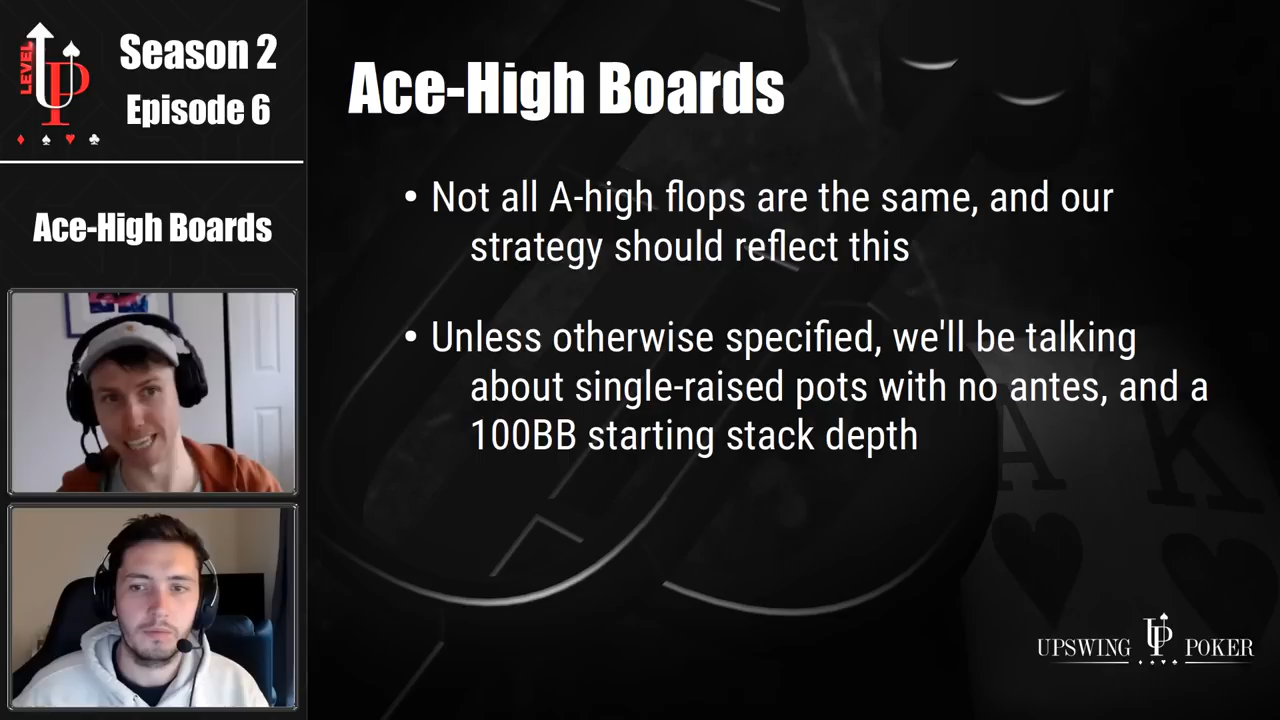 LEVEL
UP
Season 2
Episode 6
Ace-High Boards
Ace-High Boards
• Not all A-high flops are the same, and our
strategy should reflect this
• Unless otherwise specified, we'll be talking
about single-raised pots with no antes, and a
100BB starting stack depth
A K
UPSWING UP POKER